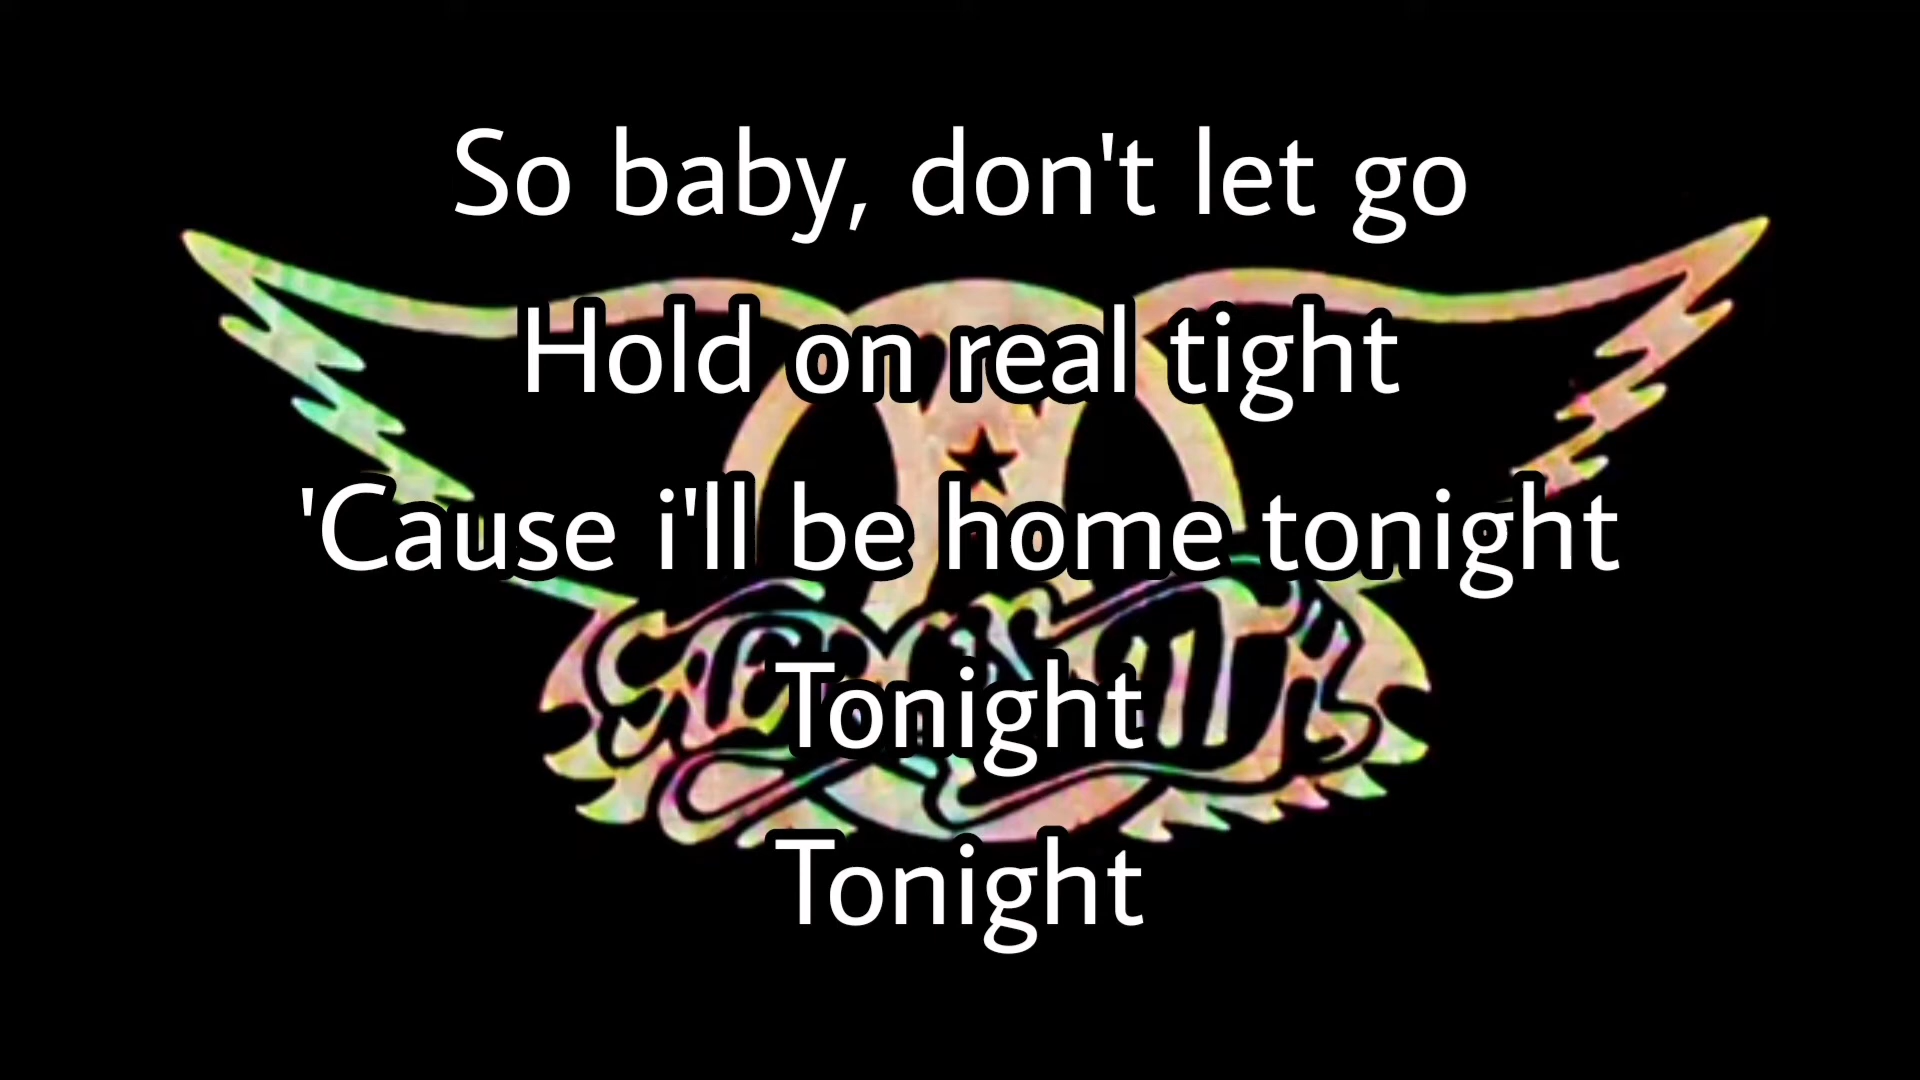 So baby, don't let go
Hold on real tight
'Cause i'll be home tonight
Tonight
Tonight